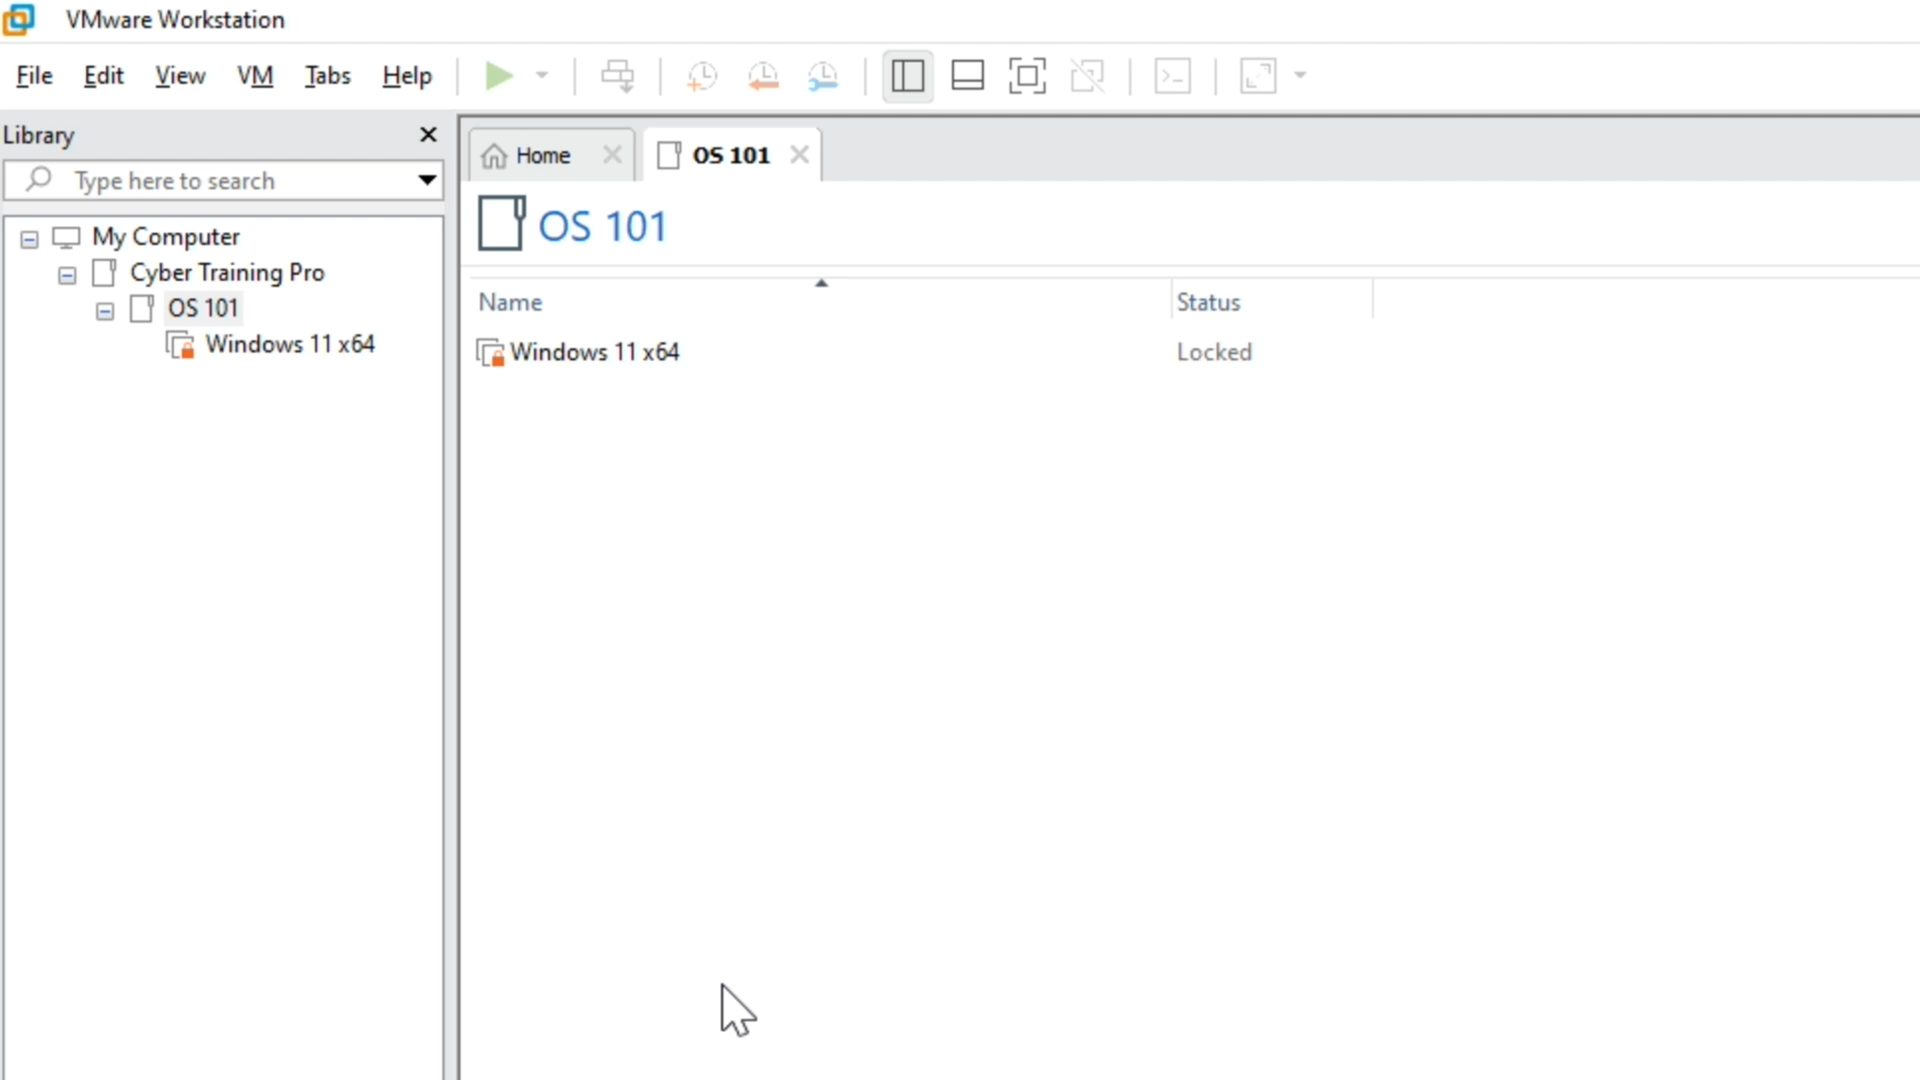 VMware Workstation
File Edit View VM Tabs Help
Library
Home
OS 101
Type here to search
My Computer
Cyber Training Pro
OS 101
Windows 11 x64
OS 101
Name Status
Windows 11 x64 Locked